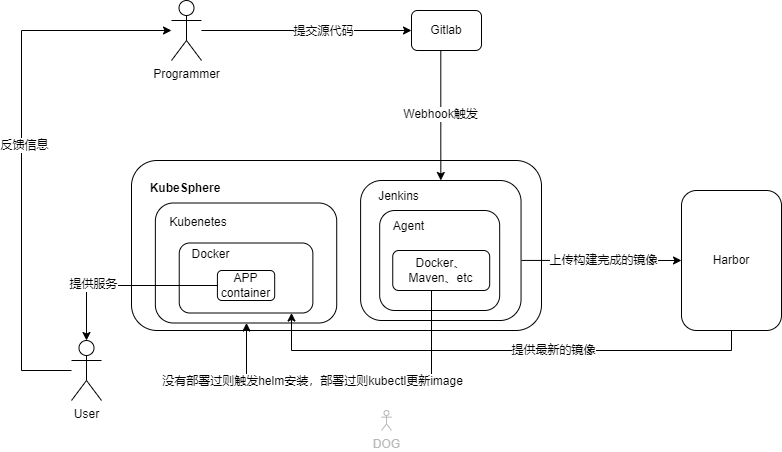 提交源代码
Gitlab
Programmer
Webhook触发
反馈信息
KubeSphere
Jenkins
Kubenetes
Agent
Docker
Docker、
Maven、etc
APP
container
上传构建完成的镜像
Harbor
提供服务
提供最新的镜像
没有部署过则触发helm安装，部署过则kubectl更新image
User
DOG